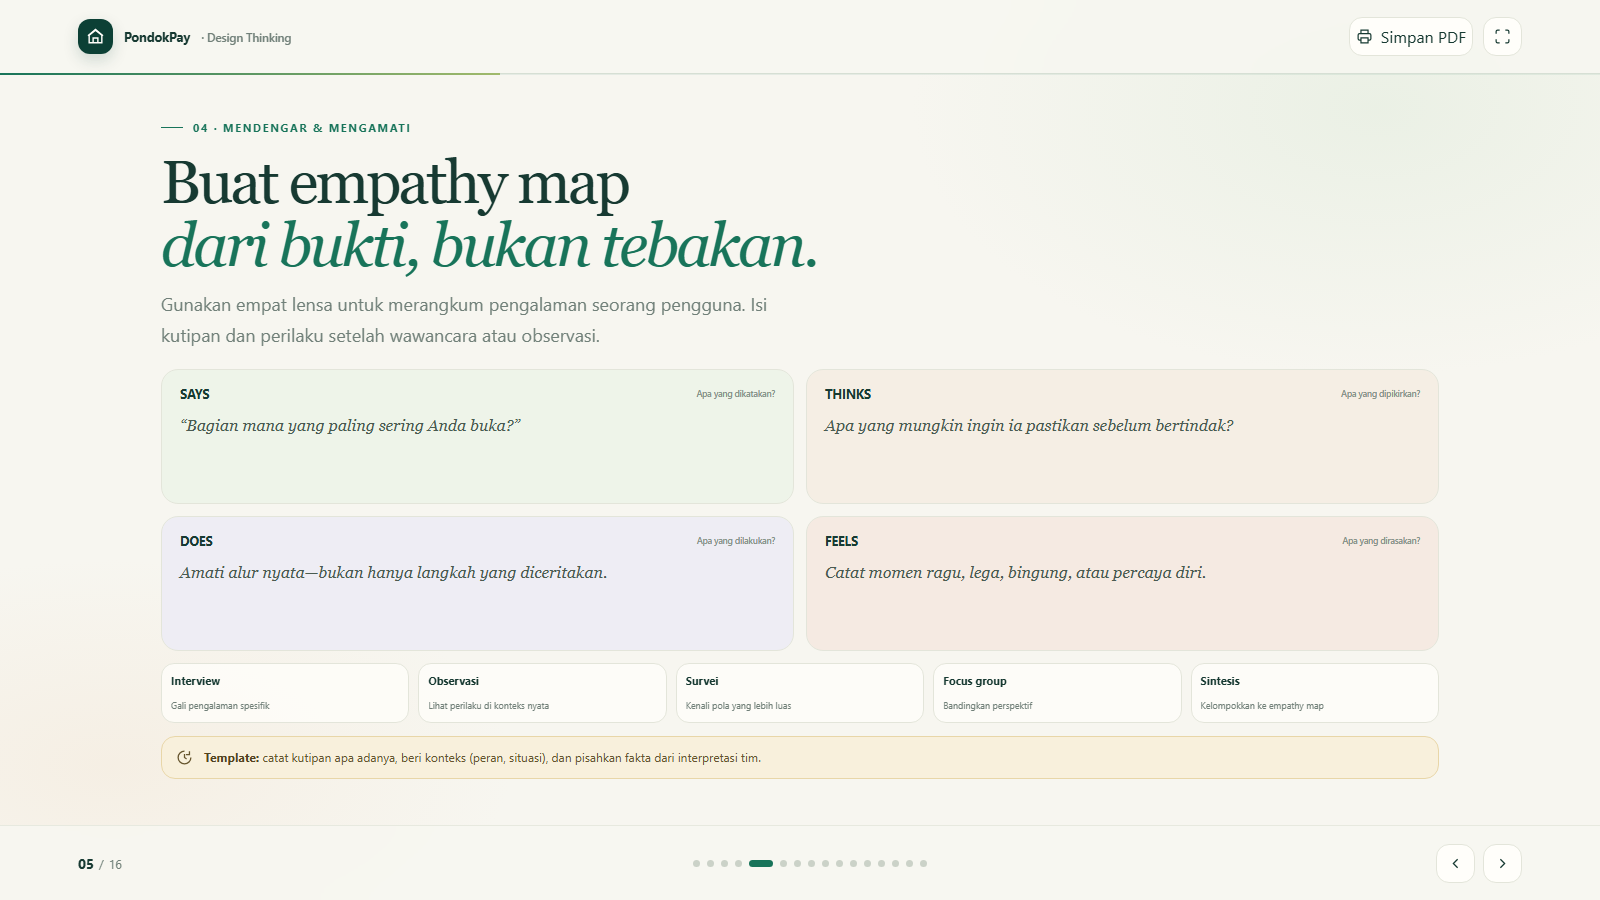 PondokPay · Design Thinking
Simpan PDF
04 · MENDENGAR & MENGAMATI
Buat empathy map
dari bukti, bukan tebakan.
Gunakan empat lensa untuk merangkum pengalaman seorang pengguna. Isi
kutipan dan perilaku setelah wawancara atau observasi.
SAYS
Apa yang dikatakan?
“Bagian mana yang paling sering Anda buka?”
THINKS
Apa yang dipikirkan?
Apa yang mungkin ingin ia pastikan sebelum bertindak?
DOES
Apa yang dilakukan?
Amati alur nyata—bukan hanya langkah yang diceritakan.
FEELS
Apa yang dirasakan?
Catat momen ragu, lega, bingung, atau percaya diri.
Interview
Gali pengalaman spesifik
Observasi
Lihat perilaku di konteks nyata
Survei
Kenali pola yang lebih luas
Focus group
Bandingkan perspektif
Sintesis
Kelompokkan ke empathy map
Template: catat kutipan apa adanya, beri konteks (peran, situasi), dan pisahkan fakta dari interpretasi tim.
05 / 16